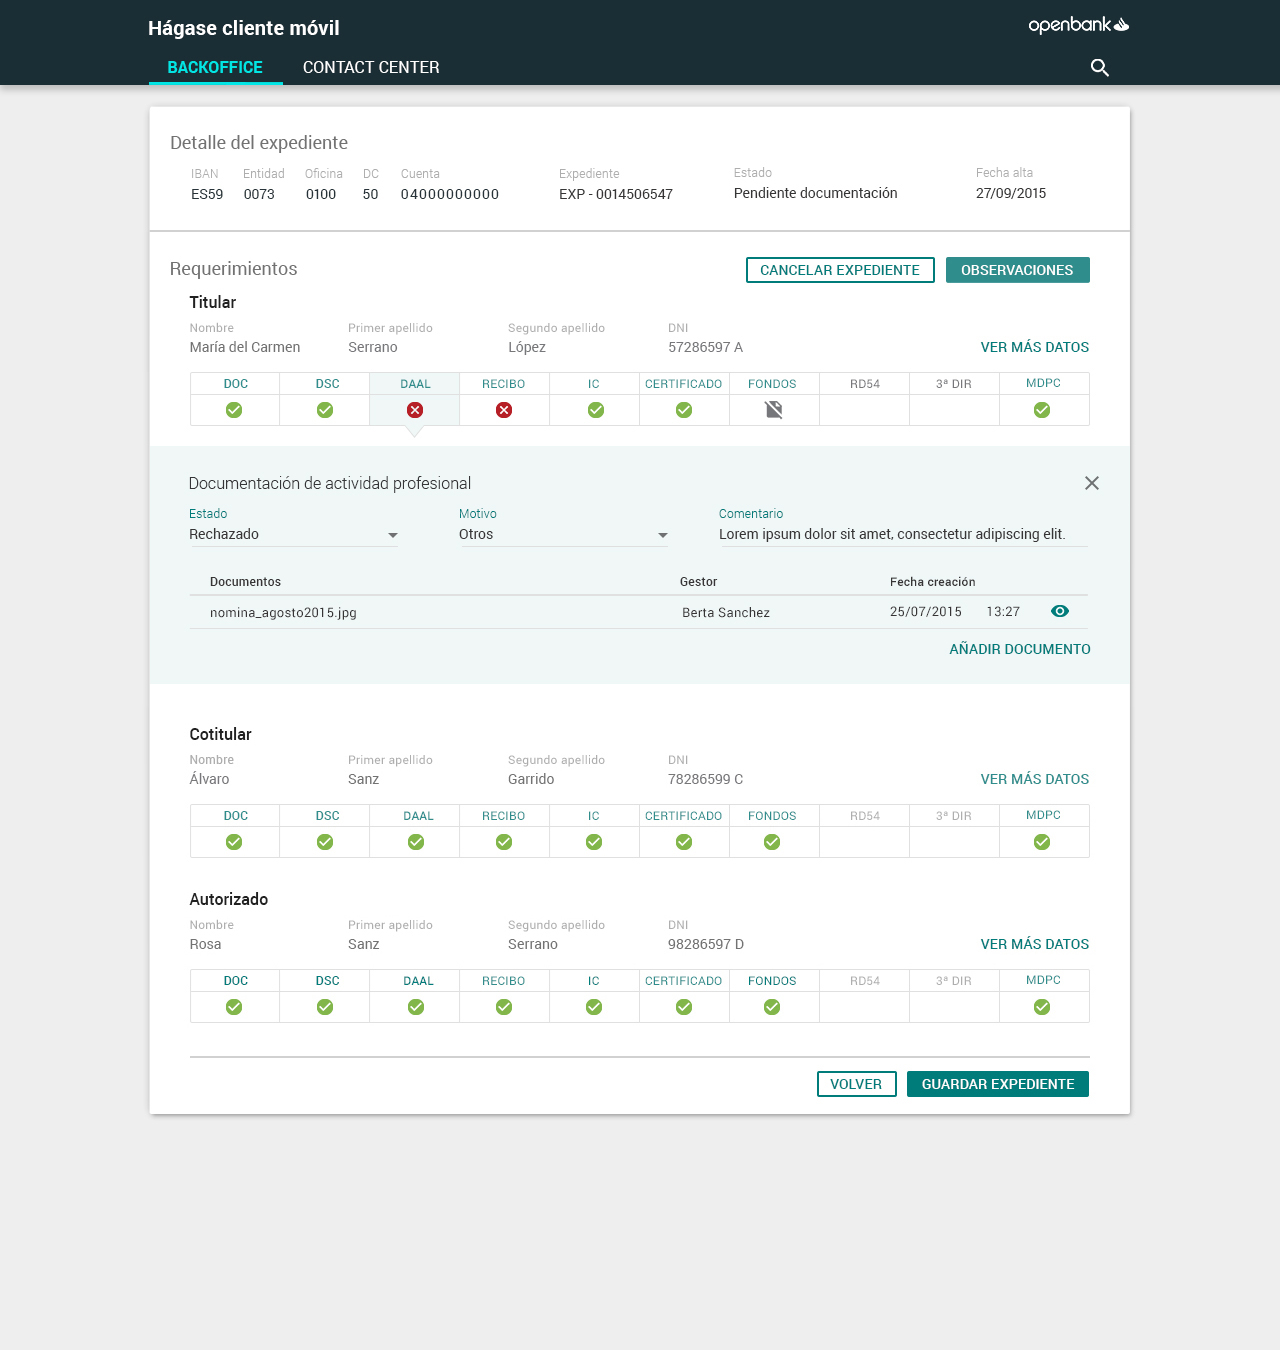 Hágase cliente móvil
openbank
BACKOFFICE CONTACT CENTER
Detalle del expediente
IBAN Entidad Oficina DC Cuenta Expediente Estado Fecha alta
ES59 0073 0100 50 04000000000 EXP - 0014506547 Pendiente documentación 27/09/2015
Requerimientos CANCELAR EXPEDIENTE OBSERVACIONES
Titular
Nombre Primer apellido Segundo apellido DNI
María del Carmen Serrano López 57286597 A VER MÁS DATOS
DOC DSC DAAL RECIBO IC CERTIFICADO FONDOS RD54 3ª DIR MDPC
Documentación de actividad profesional
Estado Motivo Comentario
Rechazado Otros Lorem ipsum dolor sit amet, consectetur adipiscing elit.
Documentos Gestor Fecha creación
nomina_agosto2015.jpg Berta Sanchez 25/07/2015 13:27
AÑADIR DOCUMENTO
Cotitular
Nombre Primer apellido Segundo apellido DNI
Álvaro Sanz Garrido 78286599 C VER MÁS DATOS
DOC DSC DAAL RECIBO IC CERTIFICADO FONDOS RD54 3ª DIR MDPC
Autorizado
Nombre Primer apellido Segundo apellido DNI
Rosa Sanz Serrano 98286597 D VER MÁS DATOS
DOC DSC DAAL RECIBO IC CERTIFICADO FONDOS RD54 3ª DIR MDPC
VOLVER GUARDAR EXPEDIENTE